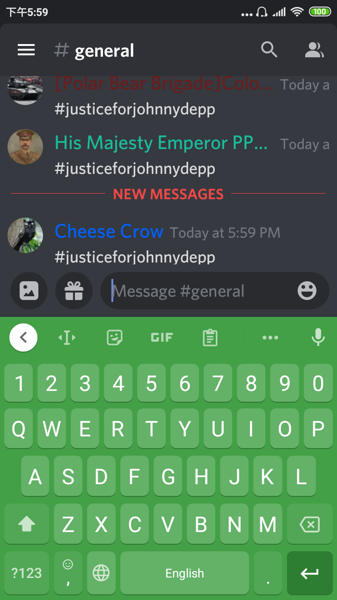 下午5:59
... 100
# general
[Polar Bear Brigade]Colo... Today a
#justiceforjohnnydepp
His Majesty Emperor PP... Today a
#justiceforjohnnydepp
NEW MESSAGES
Cheese Crow Today at 5:59 PM
#justiceforjohnnydepp
Message #general
GIF ...
1 2 3 4 5 6 7 8 9 0
Q W E R T Y U I O P
A S D F G H J K L
Z X C V B N M
?123 , English .